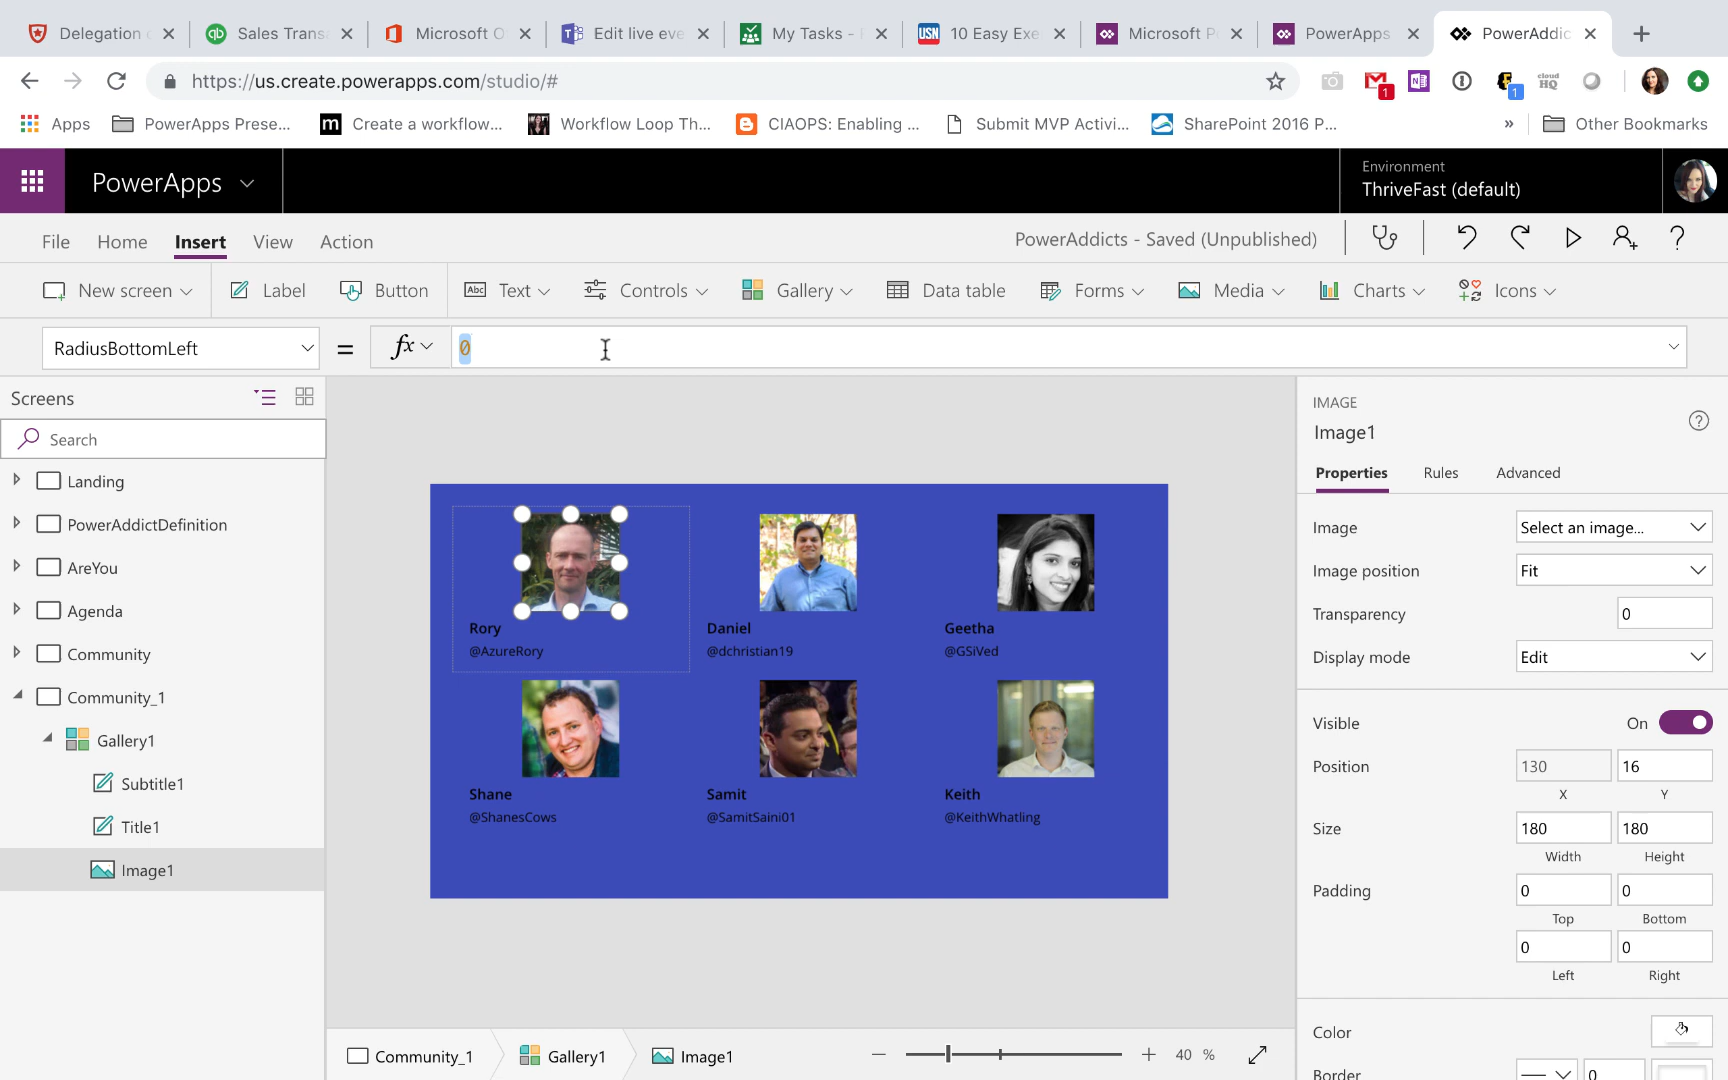 Delegation
Sales Trans
Microsoft O
Edit live eve
My Tasks -
USN 10 Easy Exe
Microsoft P
PowerApps
PowerAddic
https://us.create.powerapps.com/studio/#
1
1
cloud HQ
Apps
PowerApps Prese...
m Create a workflow...
Workflow Loop Th...
CIAOPS: Enabling ...
Submit MVP Activi...
SharePoint 2016 P...
»
Other Bookmarks
PowerApps
Environment
ThriveFast (default)
File
Home
Insert
View
Action
PowerAddicts - Saved (Unpublished)
?
New screen
Label
Button
Abc Text
Controls
Gallery
Data table
Forms
Media
Charts
Icons
RadiusBottomLeft
=
fx
0
Screens
Search
Landing
PowerAddictDefinition
AreYou
Agenda
Community
Community_1
Gallery1
Subtitle1
Title1
Image1
Rory
@AzureRory
Daniel
@dchristian19
Geetha
@GSiVed
Shane
@ShanesCows
Samit
@SamitSaini01
Keith
@KeithWhatling
Community_1
Gallery1
Image1
40 %
IMAGE
Image1
?
Properties
Rules
Advanced
Image
Select an image...
Image position
Fit
Transparency
0
Display mode
Edit
Visible
On
Position
130
16
X
Y
Size
180
180
Width
Height
Padding
0
0
Top
Bottom
0
0
Left
Right
Color
Border
0